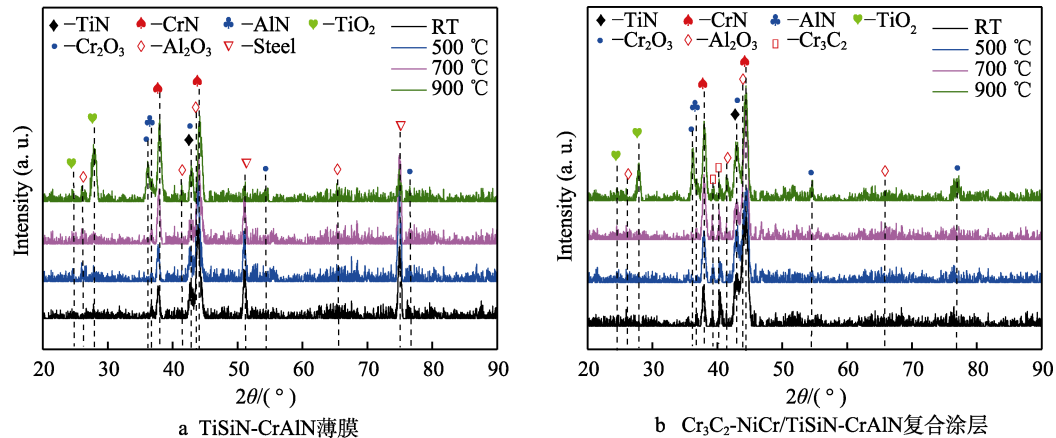 ◆–TiN ♠–CrN ♣–AlN ♥–TiO₂
•–Cr₂O₃ ◇–Al₂O₃ ▽–Steel
RT
500 ℃
700 ℃
900 ℃
Intensity (a. u.)
20 30 40 50 60 70 80 90
2θ/( ° )
a TiSiN-CrAlN薄膜
◆–TiN ♠–CrN ♣–AlN ♥–TiO₂
•–Cr₂O₃ ◇–Al₂O₃ ▯–Cr₃C₂
RT
500 ℃
700 ℃
900 ℃
Intensity (a. u.)
20 30 40 50 60 70 80 90
2θ/( ° )
b Cr₃C₂-NiCr/TiSiN-CrAlN复合涂层